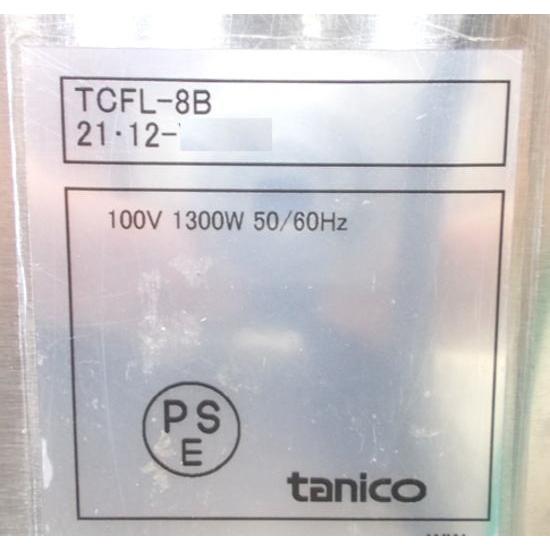 TCFL-8B
21·12-
100V 1300W 50/60Hz
PS
E
tanico